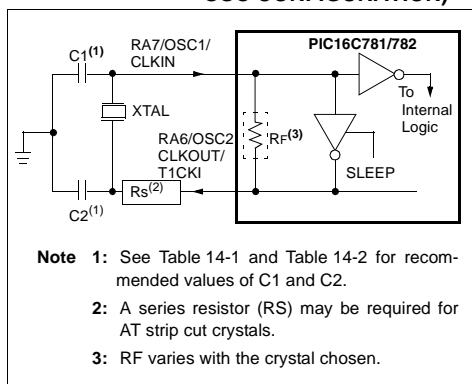 PIC16C781/782
C1(1)
RA7/OSC1/
CLKIN
XTAL
To
Internal
Logic
RA6/OSC2
CLKOUT/
T1CKI
RF(3)
SLEEP
Rs(2)
C2(1)
Note 1: See Table 14-1 and Table 14-2 for recom-
mended values of C1 and C2.
2: A series resistor (RS) may be required for
AT strip cut crystals.
3: RF varies with the crystal chosen.